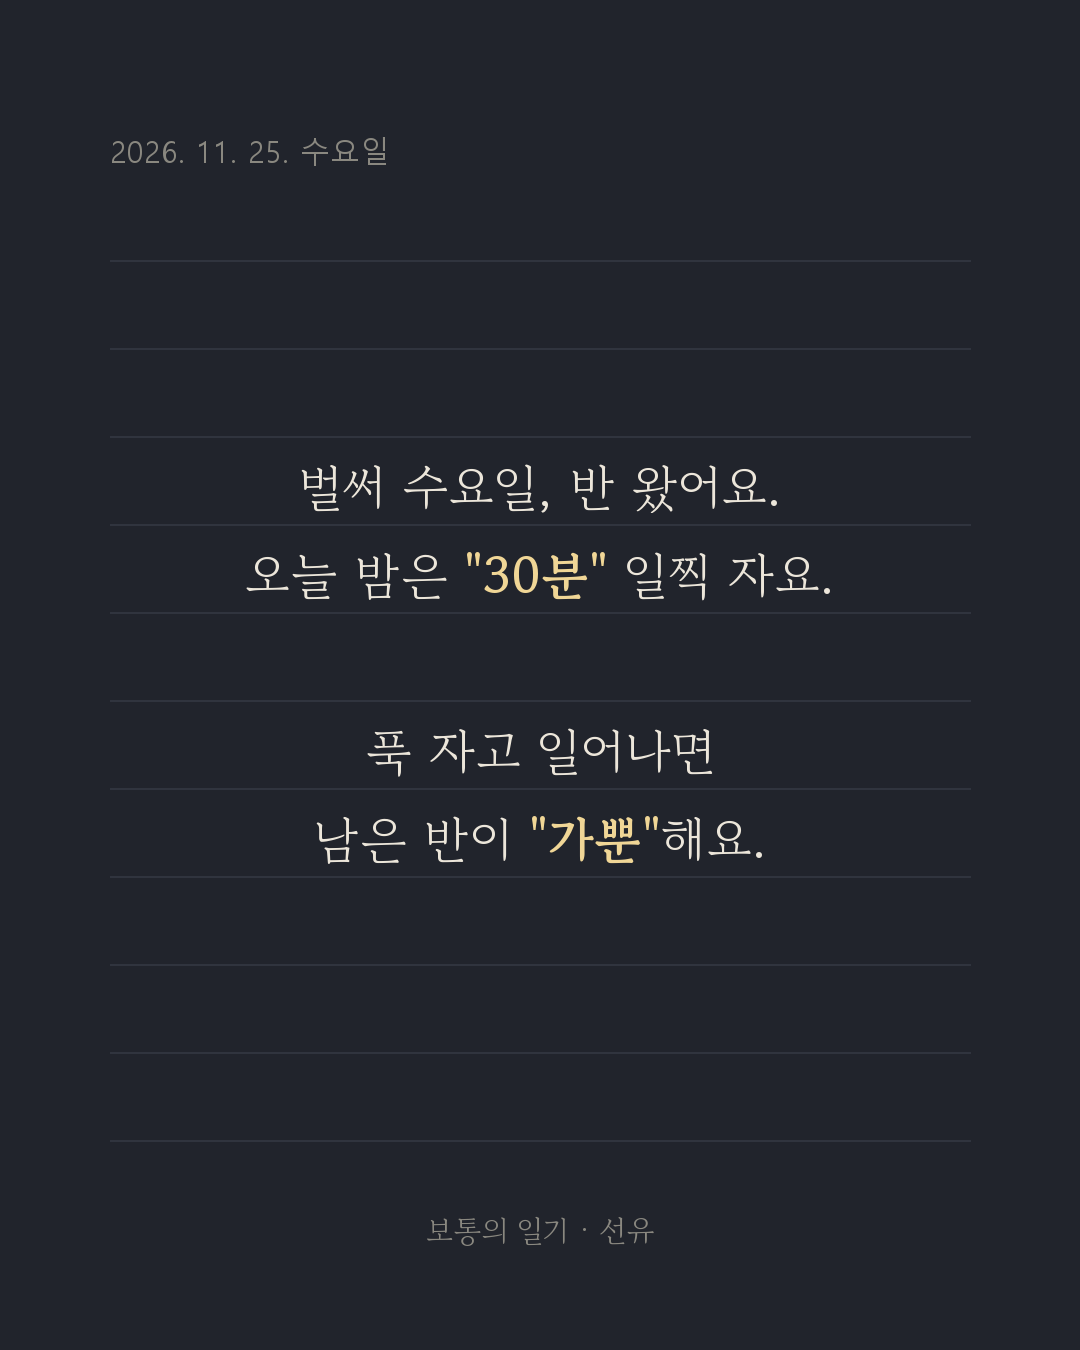 2026. 11. 25. 수요일
벌써 수요일, 반 왔어요.
오늘 밤은 "30분" 일찍 자요.
푹 자고 일어나면
남은 반이 "가뿐"해요.
보통의 일기 · 선유